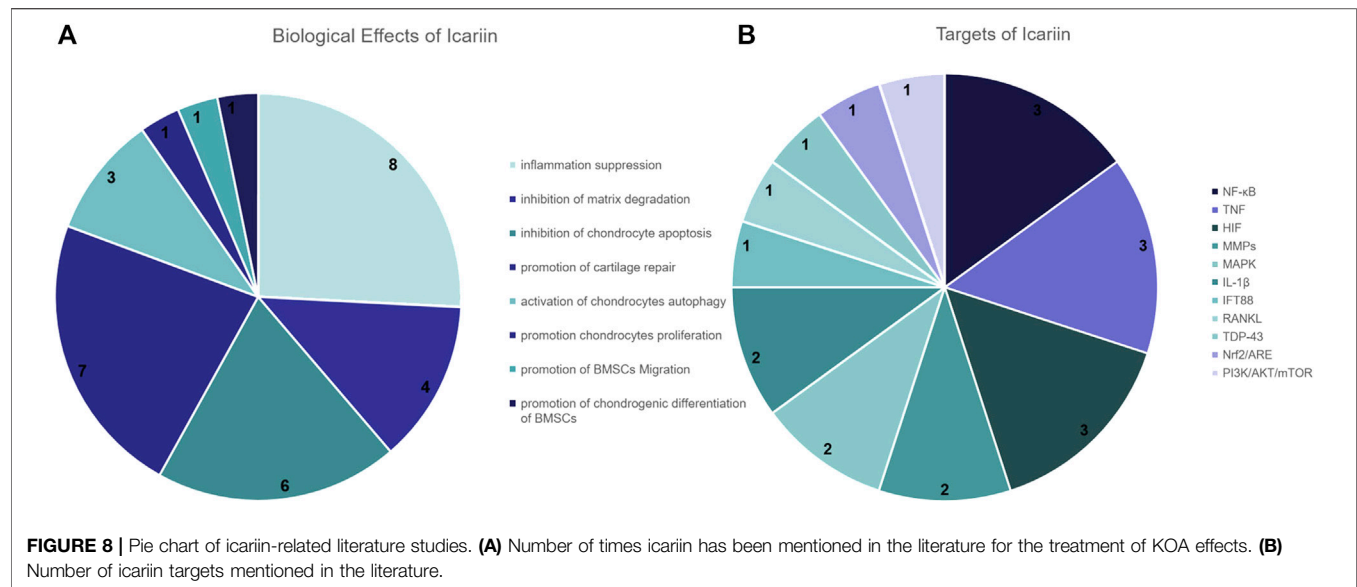 A
Biological Effects of Icariin
1
1
1
8
3
7
4
6
inflammation suppression
inhibition of matrix degradation
inhibition of chondrocyte apoptosis
promotion of cartilage repair
activation of chondrocytes autophagy
promotion chondrocytes proliferation
promotion of BMSCs Migration
promotion of chondrogenic differentiation
of BMSCs
B
Targets of Icariin
1
1
3
1
1
3
1
2
3
2
2
NF-κB
TNF
HIF
MMPs
MAPK
IL-1β
IFT88
RANKL
TDP-43
Nrf2/ARE
PI3K/AKT/mTOR
FIGURE 8 | Pie chart of icariin-related literature studies. (A) Number of times icariin has been mentioned in the literature for the treatment of KOA effects. (B)
Number of icariin targets mentioned in the literature.